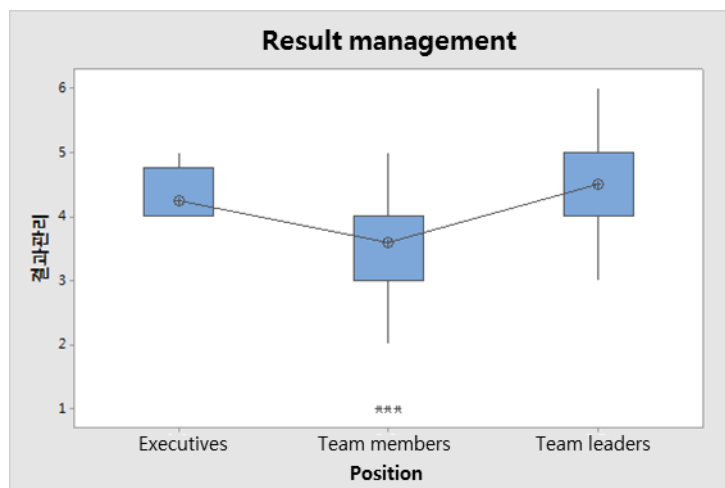 Result management
6
5
4
3
2
1
결과관리
Executives Team members Team leaders
Position